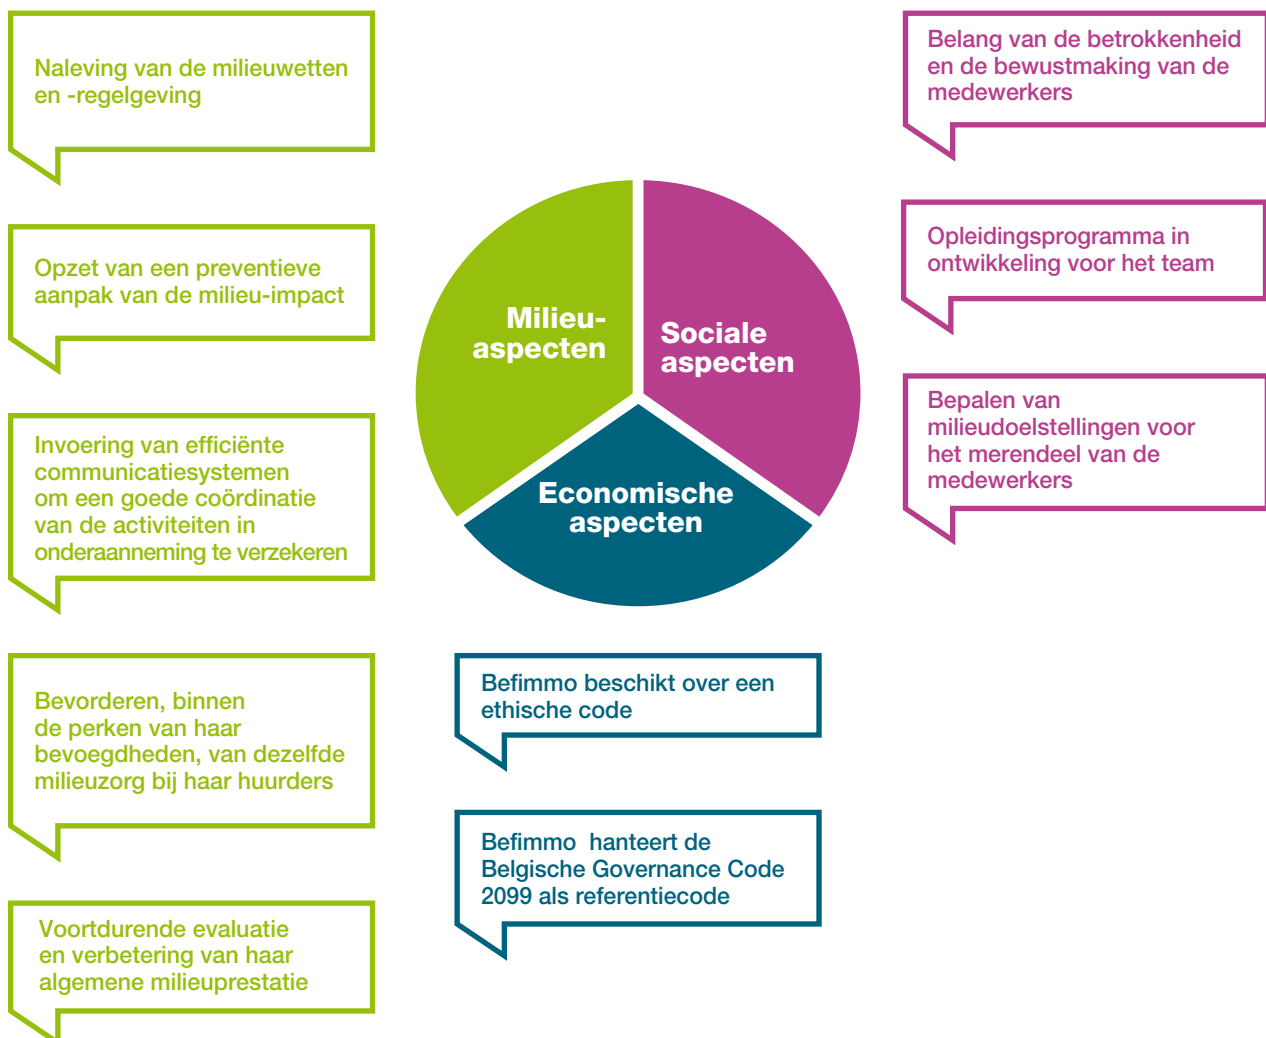 Naleving van de milieuwetten
en -regelgeving
Opzet van een preventieve
aanpak van de milieu-impact
Invoering van efficiënte
communicatiesystemen
om een goede coördinatie
van de activiteiten in
onderaanneming te verzekeren
Bevorderen, binnen
de perken van haar
bevoegdheden, van dezelfde
milieuzorg bij haar huurders
Voortdurende evaluatie
en verbetering van haar
algemene milieuprestatie
Milieu-
aspecten
Sociale
aspecten
Economische
aspecten
Befimmo beschikt over een
ethische code
Befimmo hanteert de
Belgische Governance Code
2099 als referentiecode
Belang van de betrokkenheid
en de bewustmaking van de
medewerkers
Opleidingsprogramma in
ontwikkeling voor het team
Bepalen van
milieudoelstellingen voor
het merendeel van de
medewerkers